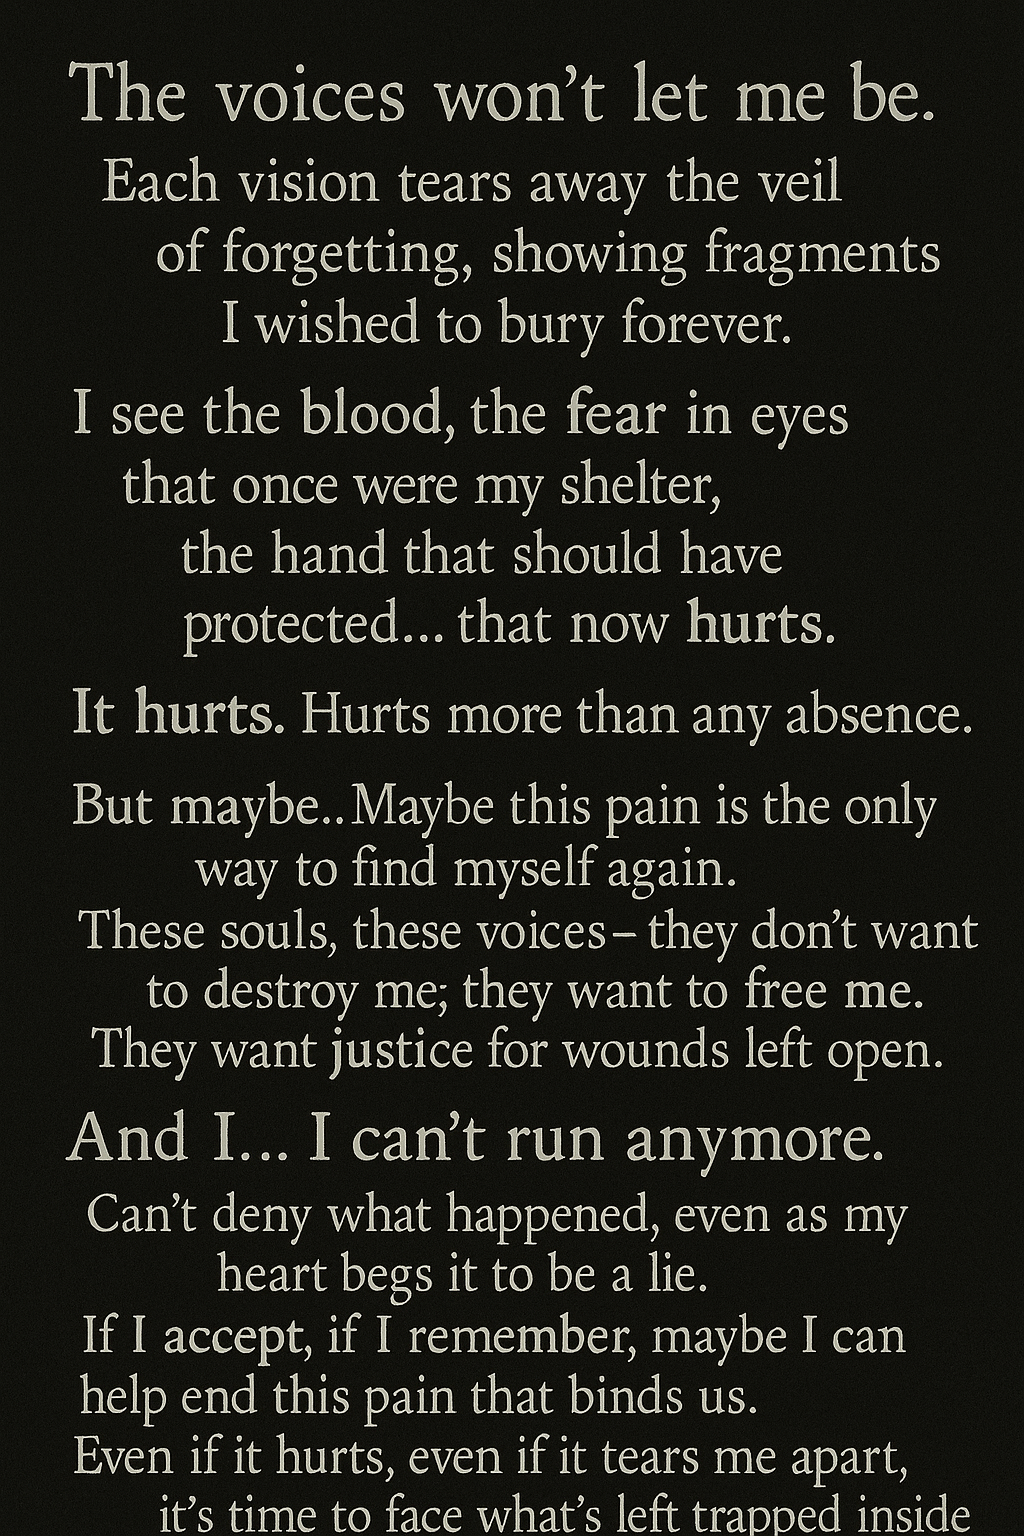 The voices won’t let me be.
Each vision tears away the veil
of forgetting, showing fragments
I wished to bury forever.
I see the blood, the fear in eyes
that once were my shelter,
the hand that should have
protected... that now hurts.
It hurts. Hurts more than any absence.
But maybe..Maybe this pain is the only
way to find myself again.
These souls, these voices – they don’t want
to destroy me; they want to free me.
They want justice for wounds left open.
And I... I can’t run anymore.
Can’t deny what happened, even as my
heart begs it to be a lie.
If I accept, if I remember, maybe I can
help end this pain that binds us.
Even if it hurts, even if it tears me apart,
it’s time to face what’s left trapped inside